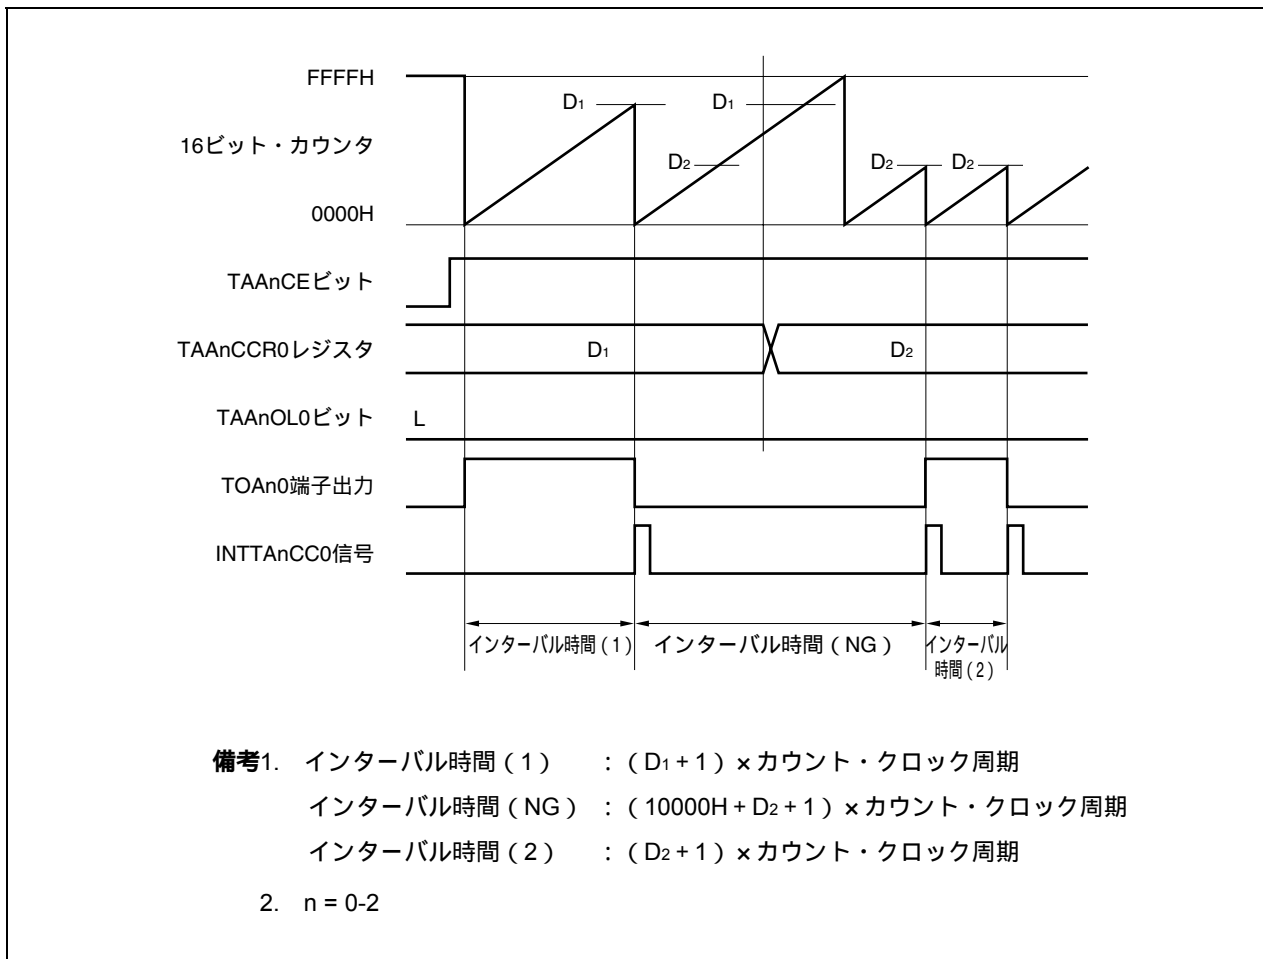 FFFFH
D1
D1
16ビット・カウンタ
D2
D2
D2
0000H
TAAnCEビット
TAAnCCR0レジスタ
D1
D2
TAAnOL0ビット
L
TOAn0端子出力
INTTAnCC0信号
インターバル時間(1)
インターバル時間(NG)
インターバル
時間(2)
備考1. インターバル時間(1) :(D1+1)×カウント・クロック周期
インターバル時間(NG) :(10000H+D2+1)×カウント・クロック周期
インターバル時間(2) :(D2+1)×カウント・クロック周期
2. n = 0-2